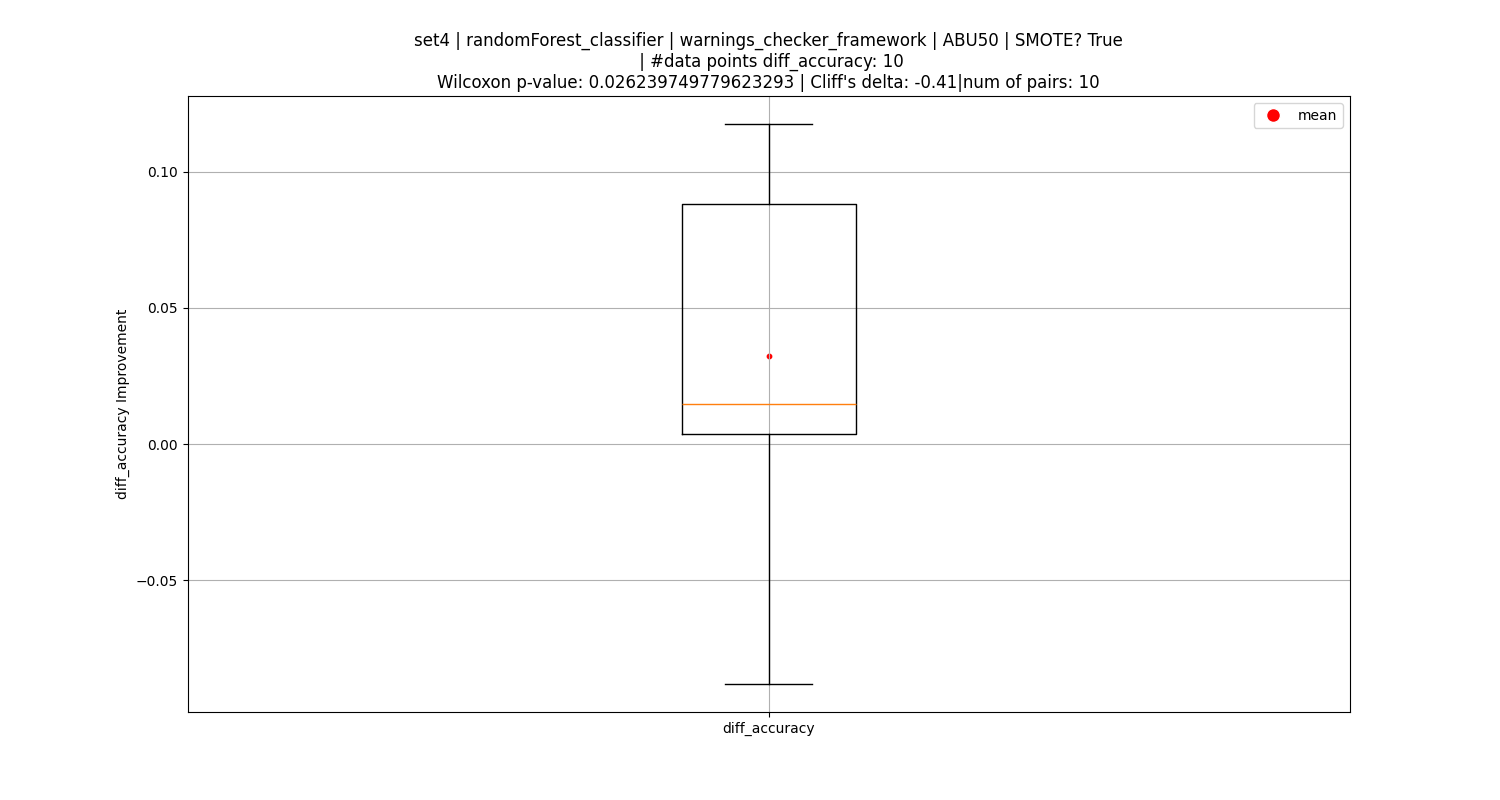 set4 | randomForest_classifier | warnings_checker_framework | ABU50 | SMOTE? True
| #data points diff_accuracy: 10
Wilcoxon p-value: 0.026239749779623293 | Cliff's delta: -0.41|num of pairs: 10
mean
0.10
0.05
0.00
−0.05
diff_accuracy Improvement
diff_accuracy